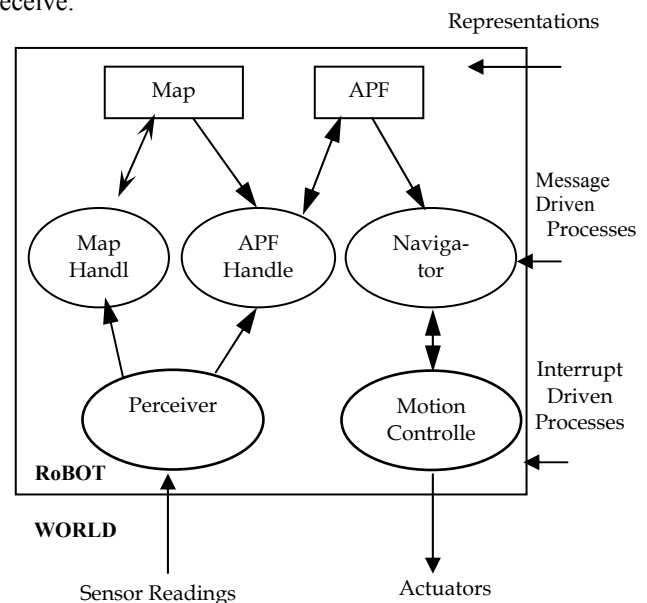 eceive.
Representations
Map
APF
Message
Driven
Processes
Map
Handl
APF
Handle
Naviga-
tor
Interrupt
Driven
Processes
Perceiver
Motion
Controlle
RoBOT
WORLD
Sensor Readings
Actuators